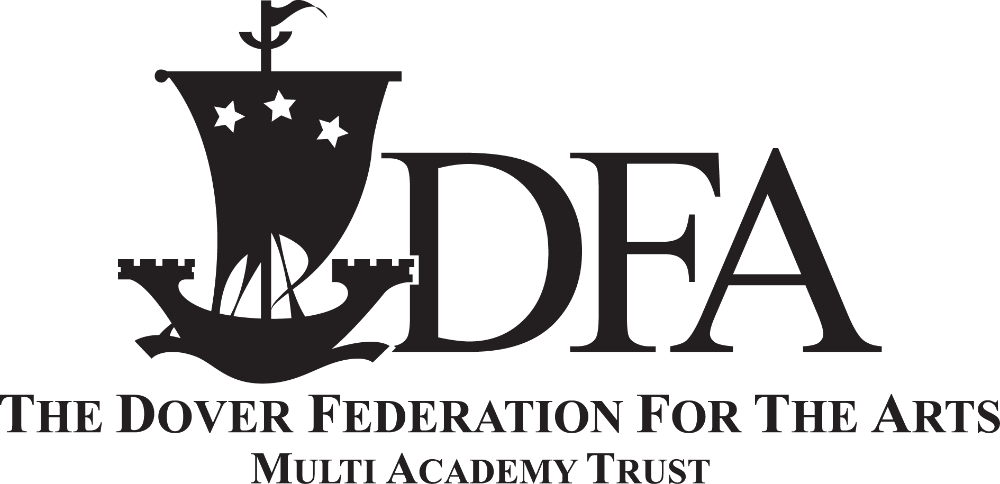 DFA
THE DOVER FEDERATION FOR THE ARTS
MULTI ACADEMY TRUST